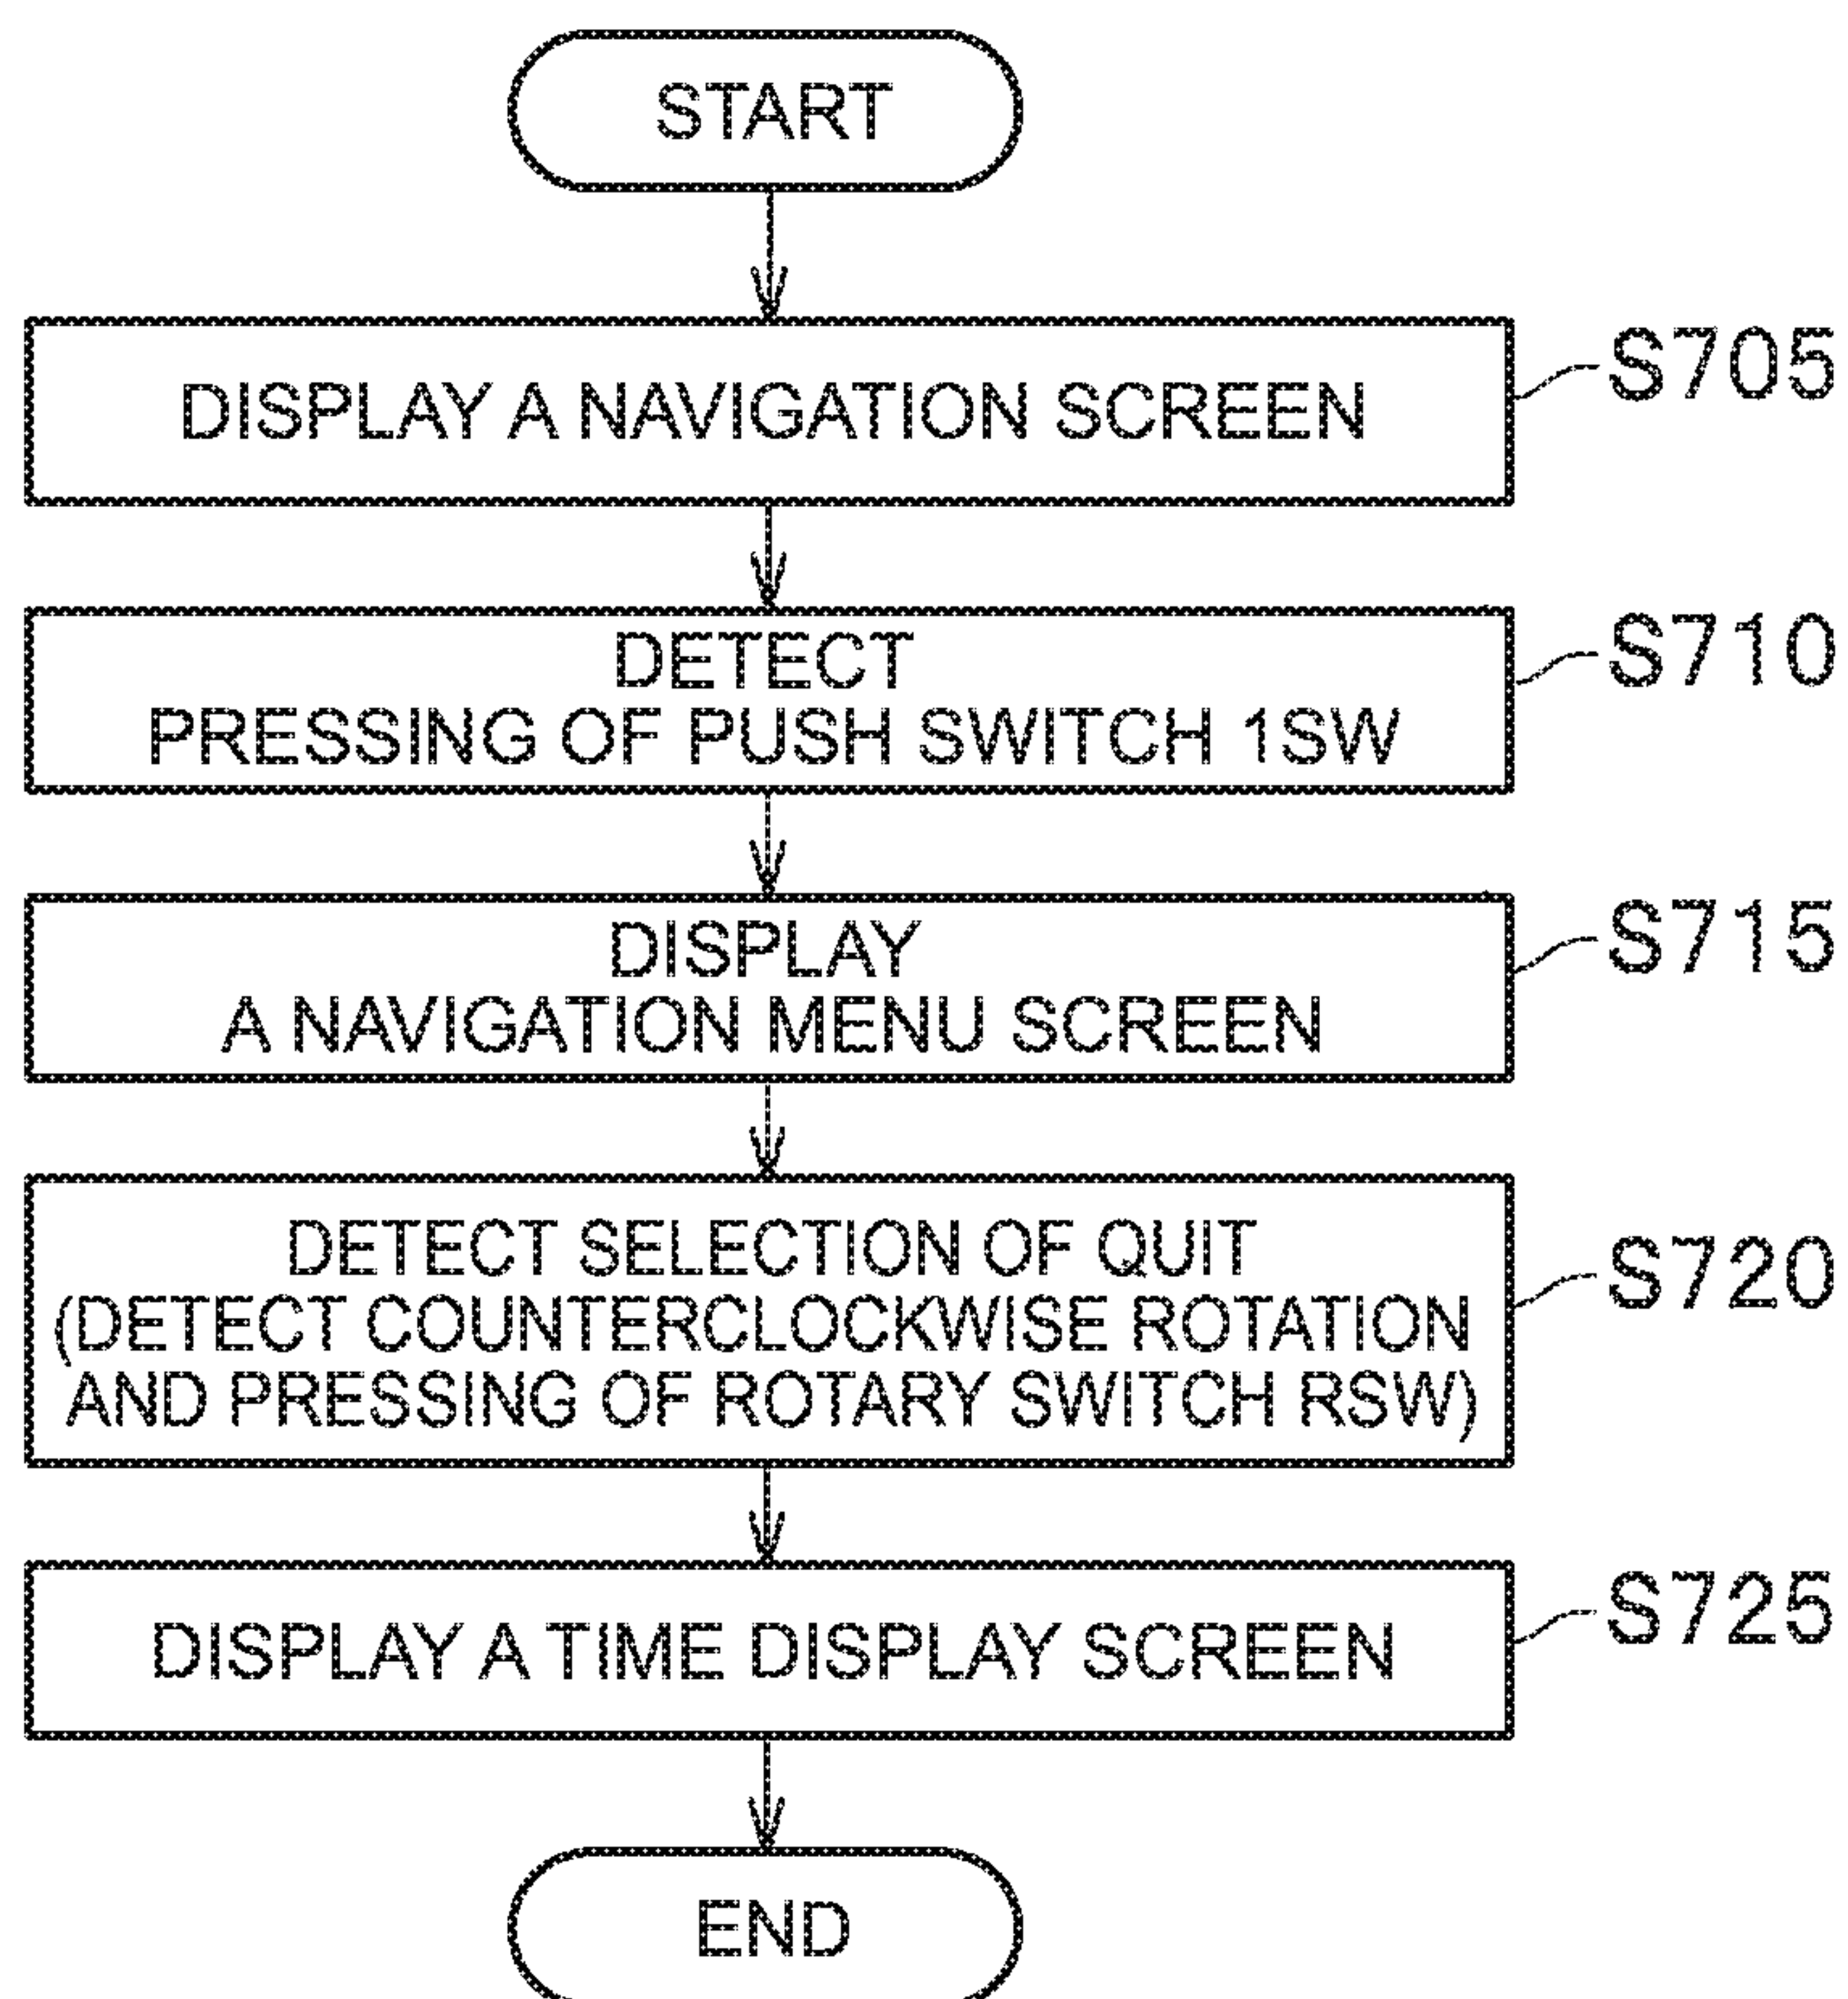 START
DISPLAY A NAVIGATION SCREEN
S705
DETECT
PRESSING OF PUSH SWITCH 1SW
S710
DISPLAY
A NAVIGATION MENU SCREEN
S715
DETECT SELECTION OF QUIT
(DETECT COUNTERCLOCKWISE ROTATION
AND PRESSING OF ROTARY SWITCH RSW)
S720
DISPLAY A TIME DISPLAY SCREEN
S725
END